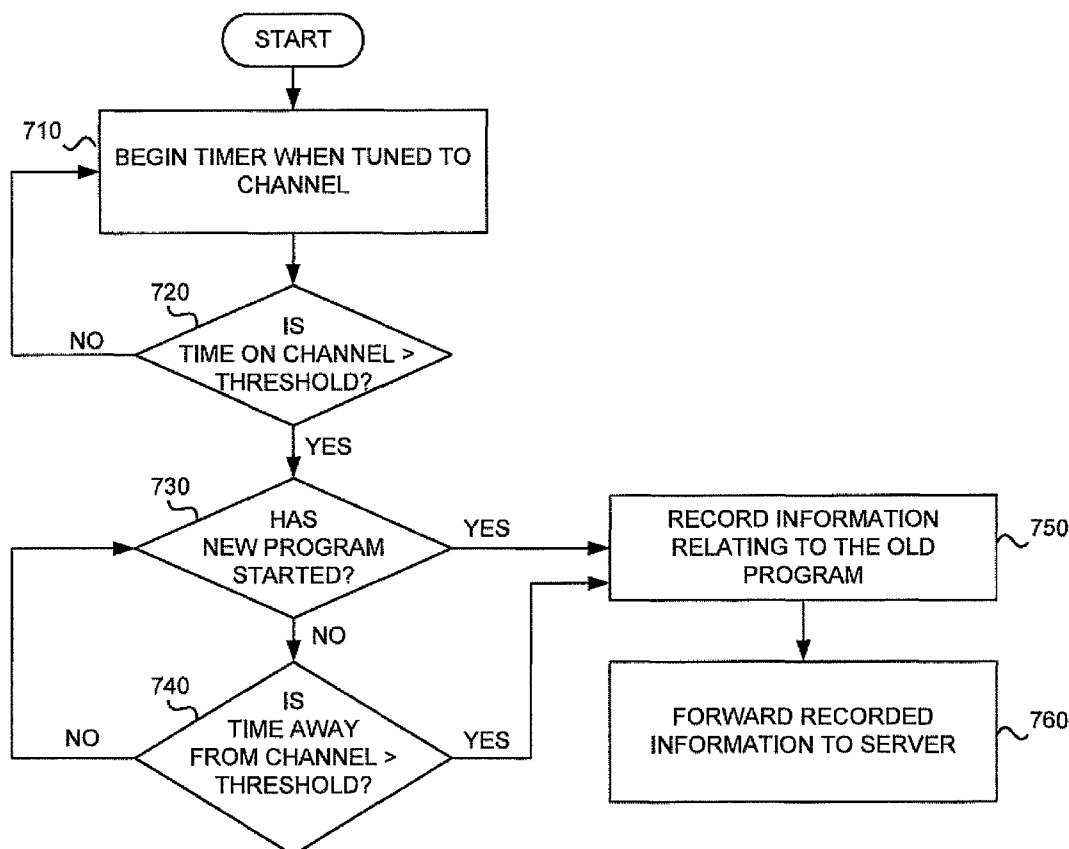 START
710
BEGIN TIMER WHEN TUNED TO
CHANNEL
720
IS
TIME ON CHANNEL >
THRESHOLD?
NO
YES
730
HAS
NEW PROGRAM
STARTED?
YES
NO
RECORD INFORMATION
RELATING TO THE OLD
PROGRAM
750
740
IS
TIME AWAY
FROM CHANNEL >
THRESHOLD?
NO
YES
FORWARD RECORDED
INFORMATION TO SERVER
760